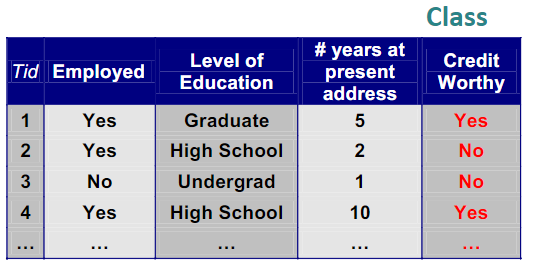 Class
Tid Employed Level of Education # years at present address Credit Worthy
1 Yes Graduate 5 Yes
2 Yes High School 2 No
3 No Undergrad 1 No
4 Yes High School 10 Yes
… … … … …